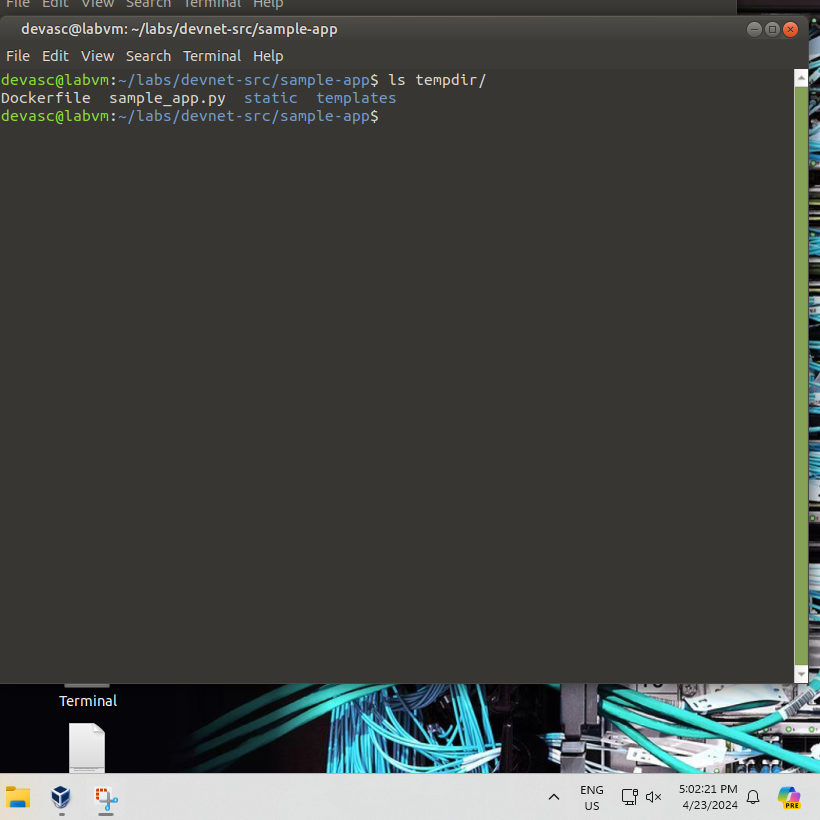 File Edit View Search Terminal Help
devasc@labvm: ~/labs/devnet-src/sample-app
File Edit View Search Terminal Help
devasc@labvm:~/labs/devnet-src/sample-app$ ls tempdir/
Dockerfile sample_app.py static templates
devasc@labvm:~/labs/devnet-src/sample-app$
Terminal
ENG
US
5:02:21 PM
4/23/2024
PRE